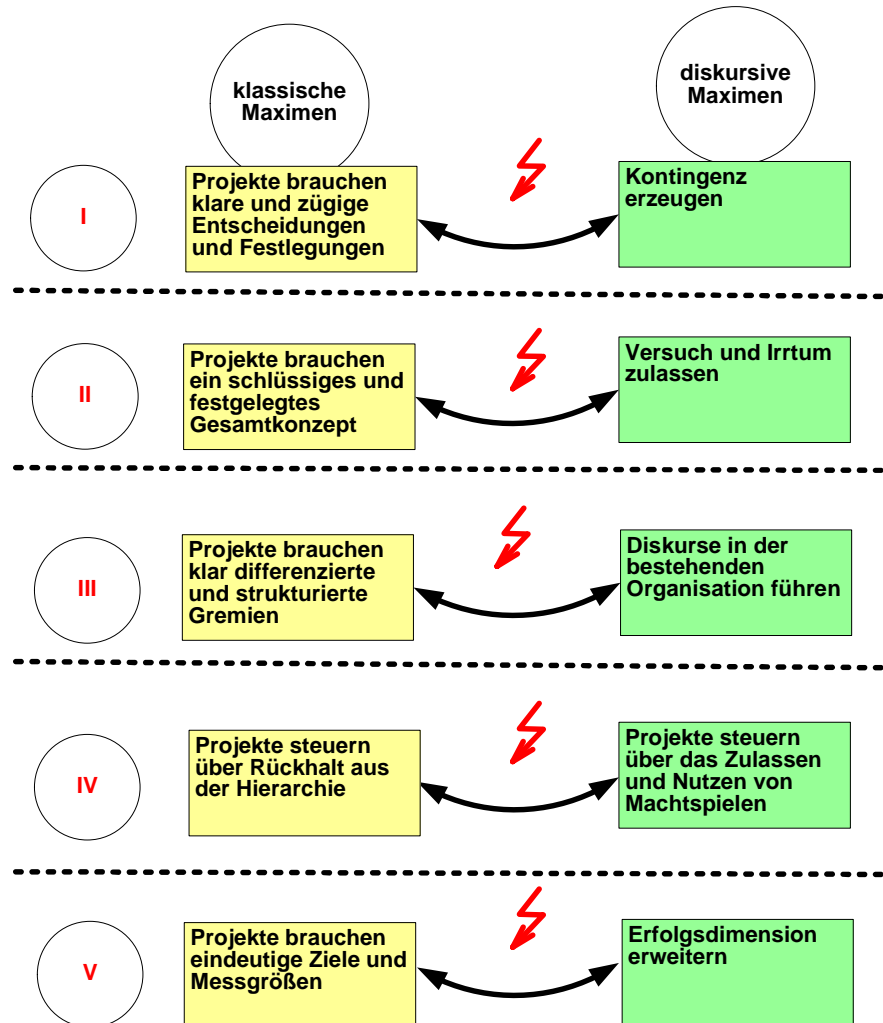 klassische
Maximen
diskursive
Maximen
I
Projekte brauchen
klare und zügige
Entscheidungen
und Festlegungen
Kontingenz
erzeugen
II
Projekte brauchen
ein schlüssiges und
festgelegtes
Gesamtkonzept
Versuch und Irrtum
zulassen
III
Projekte brauchen
klar differenzierte
und strukturierte
Gremien
Diskurse in der
bestehenden
Organisation führen
IV
Projekte steuern
über Rückhalt aus
der Hierarchie
Projekte steuern
über das Zulassen
und Nutzen von
Machtspielen
V
Projekte brauchen
eindeutige Ziele und
Messgrößen
Erfolgsdimension
erweitern